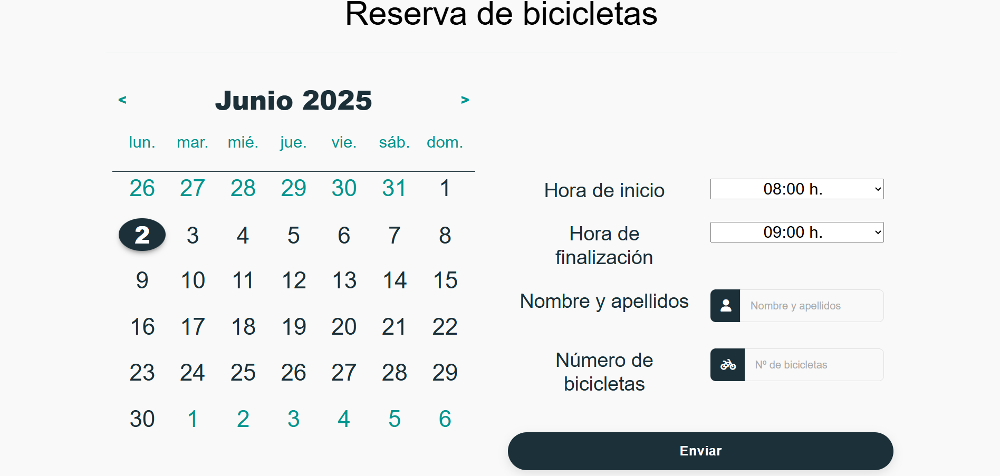 Reserva de bicicletas
< Junio 2025 >
lun. mar. mié. jue. vie. sáb. dom.
26 27 28 29 30 31 1
2 3 4 5 6 7 8
9 10 11 12 13 14 15
16 17 18 19 20 21 22
23 24 25 26 27 28 29
30 1 2 3 4 5 6
Hora de inicio 08:00 h.
Hora de 09:00 h.
finalización
Nombre y apellidos Nombre y apellidos
Número de Nº de bicicletas
bicicletas
Enviar